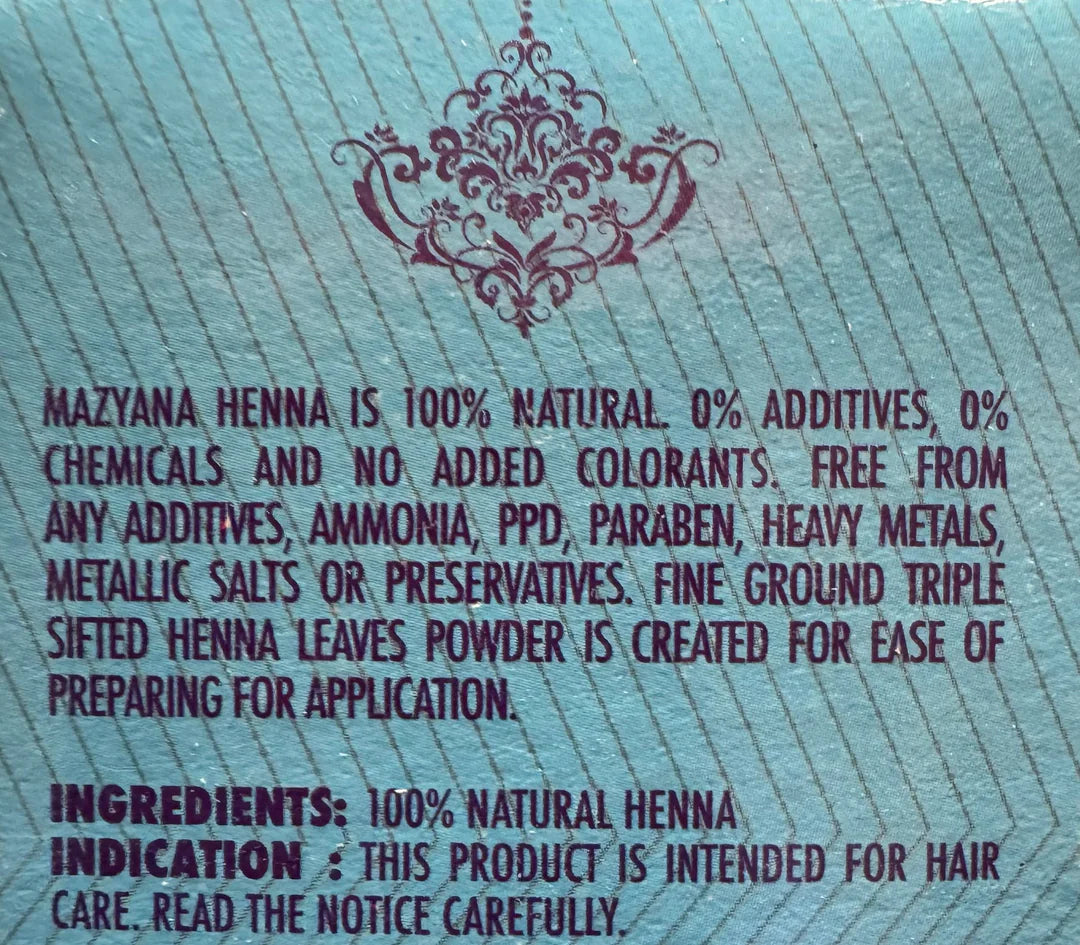 MAZYANA HENNA IS 100% NATURAL. 0% ADDITIVES, 0%
CHEMICALS AND NO ADDED COLORANTS. FREE FROM
ANY ADDITIVES, AMMONIA, PPD, PARABEN, HEAVY METALS,
METALLIC SALTS OR PRESERVATIVES. FINE GROUND TRIPLE
SIFTED HENNA LEAVES POWDER IS CREATED FOR EASE OF
PREPARING FOR APPLICATION.
INGREDIENTS: 100% NATURAL HENNA
INDICATION : THIS PRODUCT IS INTENDED FOR HAIR
CARE. READ THE NOTICE CAREFULLY.